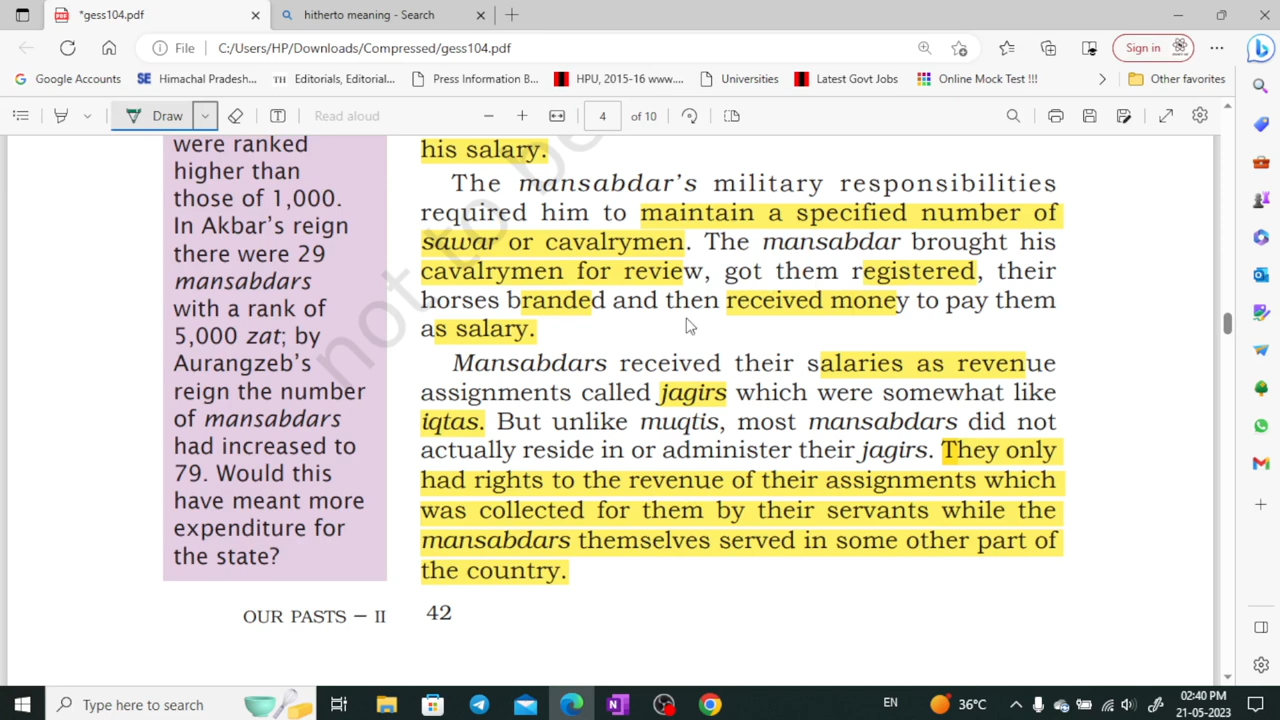 *gess104.pdf
hitherto meaning - Search
File
C:/Users/HP/Downloads/Compressed/gess104.pdf
Sign in
Google Accounts
SE Himachal Pradesh...
TH Editorials, Editorial...
Press Information B...
HPU, 2015-16 www....
Universities
Latest Govt Jobs
Online Mock Test !!!
Other favorites
Draw
Read aloud
4 of 10
were ranked
higher than
those of 1,000.
In Akbar's reign
there were 29
mansabdars
with a rank of
5,000 zat; by
Aurangzeb's
reign the number
of mansabdars
had increased to
79. Would this
have meant more
expenditure for
the state?
his salary.
The mansabdar's military responsibilities
required him to maintain a specified number of
sawar or cavalrymen. The mansabdar brought his
cavalrymen for review, got them registered, their
horses branded and then received money to pay them
as salary.
Mansabdars received their salaries as revenue
assignments called jagirs which were somewhat like
iqtas. But unlike muqtis, most mansabdars did not
actually reside in or administer their jagirs. They only
had rights to the revenue of their assignments which
was collected for them by their servants while the
mansabdars themselves served in some other part of
the country.
OUR PASTS – II
42
not to be
Type here to search
EN
36°C
02:40 PM
21-05-2023